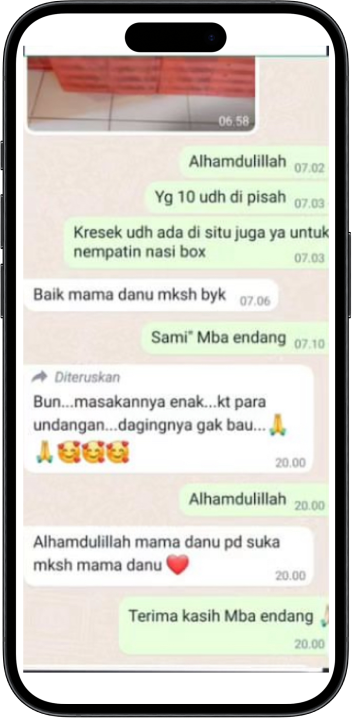 06.58
Alhamdulillah 07.02
Yg 10 udh di pisah 07.03
Kresek udh ada di situ juga ya untuk
nempatin nasi box
07.03
Baik mama danu mksh byk 07.06
Sami" Mba endang 07.10
Diteruskan
Bun...masakannya enak...kt para
undangan...dagingnya gak bau...🙏
🙏🥰🥰🥰
20.00
Alhamdulillah 20.00
Alhamdulillah mama danu pd suka
mksh mama danu ❤️
20.00
Terima kasih Mba endang 🙏
20.00